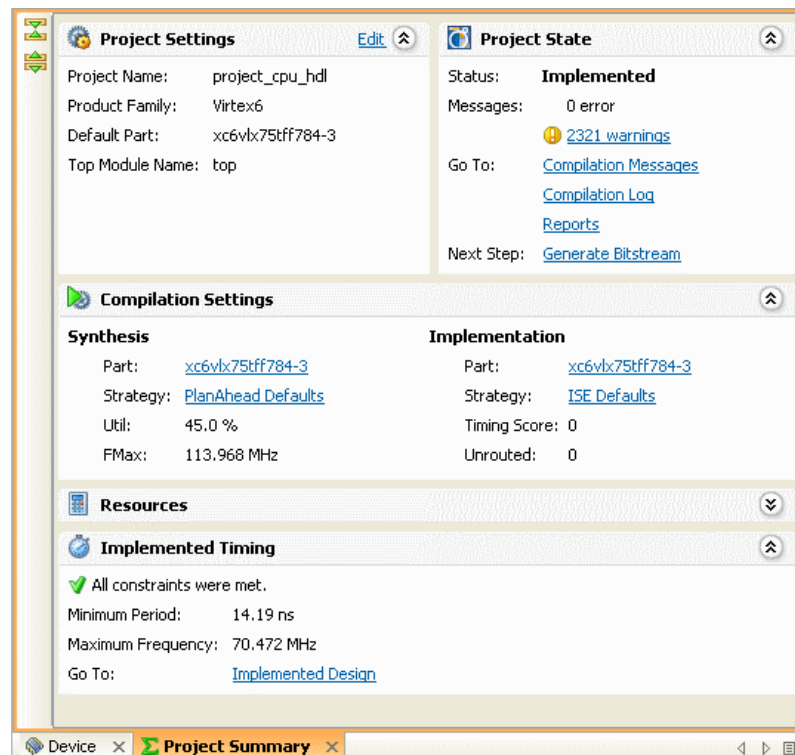 Project Settings Edit
Project Name: project_cpu_hdl
Product Family: Virtex6
Default Part: xc6vlx75tff784-3
Top Module Name: top
Project State
Status: Implemented
Messages: 0 error
2321 warnings
Go To: Compilation Messages
Compilation Log
Reports
Next Step: Generate Bitstream
Compilation Settings
Synthesis
Part: xc6vlx75tff784-3
Strategy: PlanAhead Defaults
Util: 45.0 %
FMax: 113.968 MHz
Implementation
Part: xc6vlx75tff784-3
Strategy: ISE Defaults
Timing Score: 0
Unrouted: 0
Resources
Implemented Timing
All constraints were met.
Minimum Period: 14.19 ns
Maximum Frequency: 70.472 MHz
Go To: Implemented Design
Device Project Summary